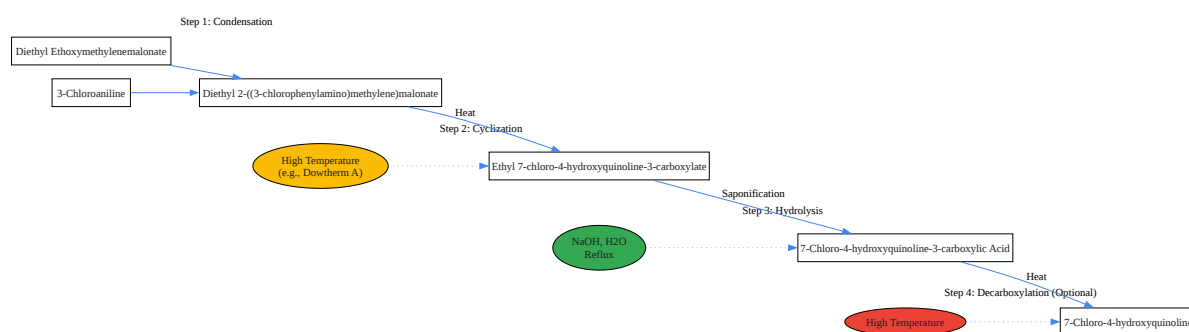 Step 1: Condensation
Diethyl Ethoxymethylenemalonate
3-Chloroaniline
Diethyl 2-((3-chlorophenylamino)methylene)malonate
Heat
Step 2: Cyclization
High Temperature
(e.g., Dowtherm A)
Ethyl 7-chloro-4-hydroxyquinoline-3-carboxylate
Saponification
Step 3: Hydrolysis
NaOH, H2O
Reflux
7-Chloro-4-hydroxyquinoline-3-carboxylic Acid
Heat
Step 4: Decarboxylation (Optional)
High Temperature
7-Chloro-4-hydroxyquinoline